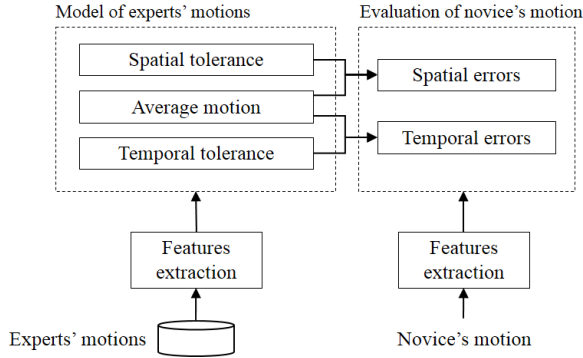 Model of experts' motions
Evaluation of novice's motion
Spatial tolerance
Average motion
Temporal tolerance
Spatial errors
Temporal errors
Features
extraction
Features
extraction
Experts' motions
Novice's motion